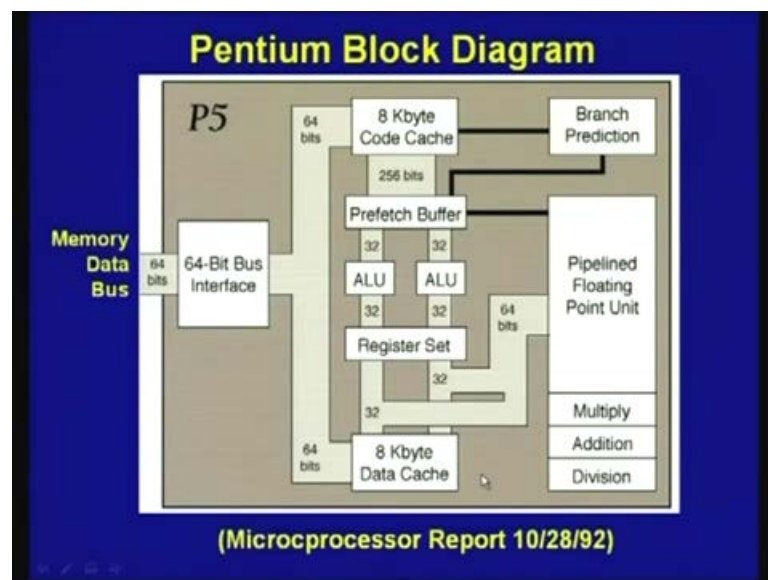 Pentium Block Diagram
P5
64
bits
8 Kbyte
Code Cache
Branch
Prediction
256 bits
Prefetch Buffer
Memory
Data
Bus
64
bits
64-Bit Bus
Interface
32
32
ALU
ALU
32
32
64
bits
Pipelined
Floating
Point Unit
Register Set
32
32
64
bits
8 Kbyte
Data Cache
Multiply
Addition
Division
(Microcprocessor Report 10/28/92)